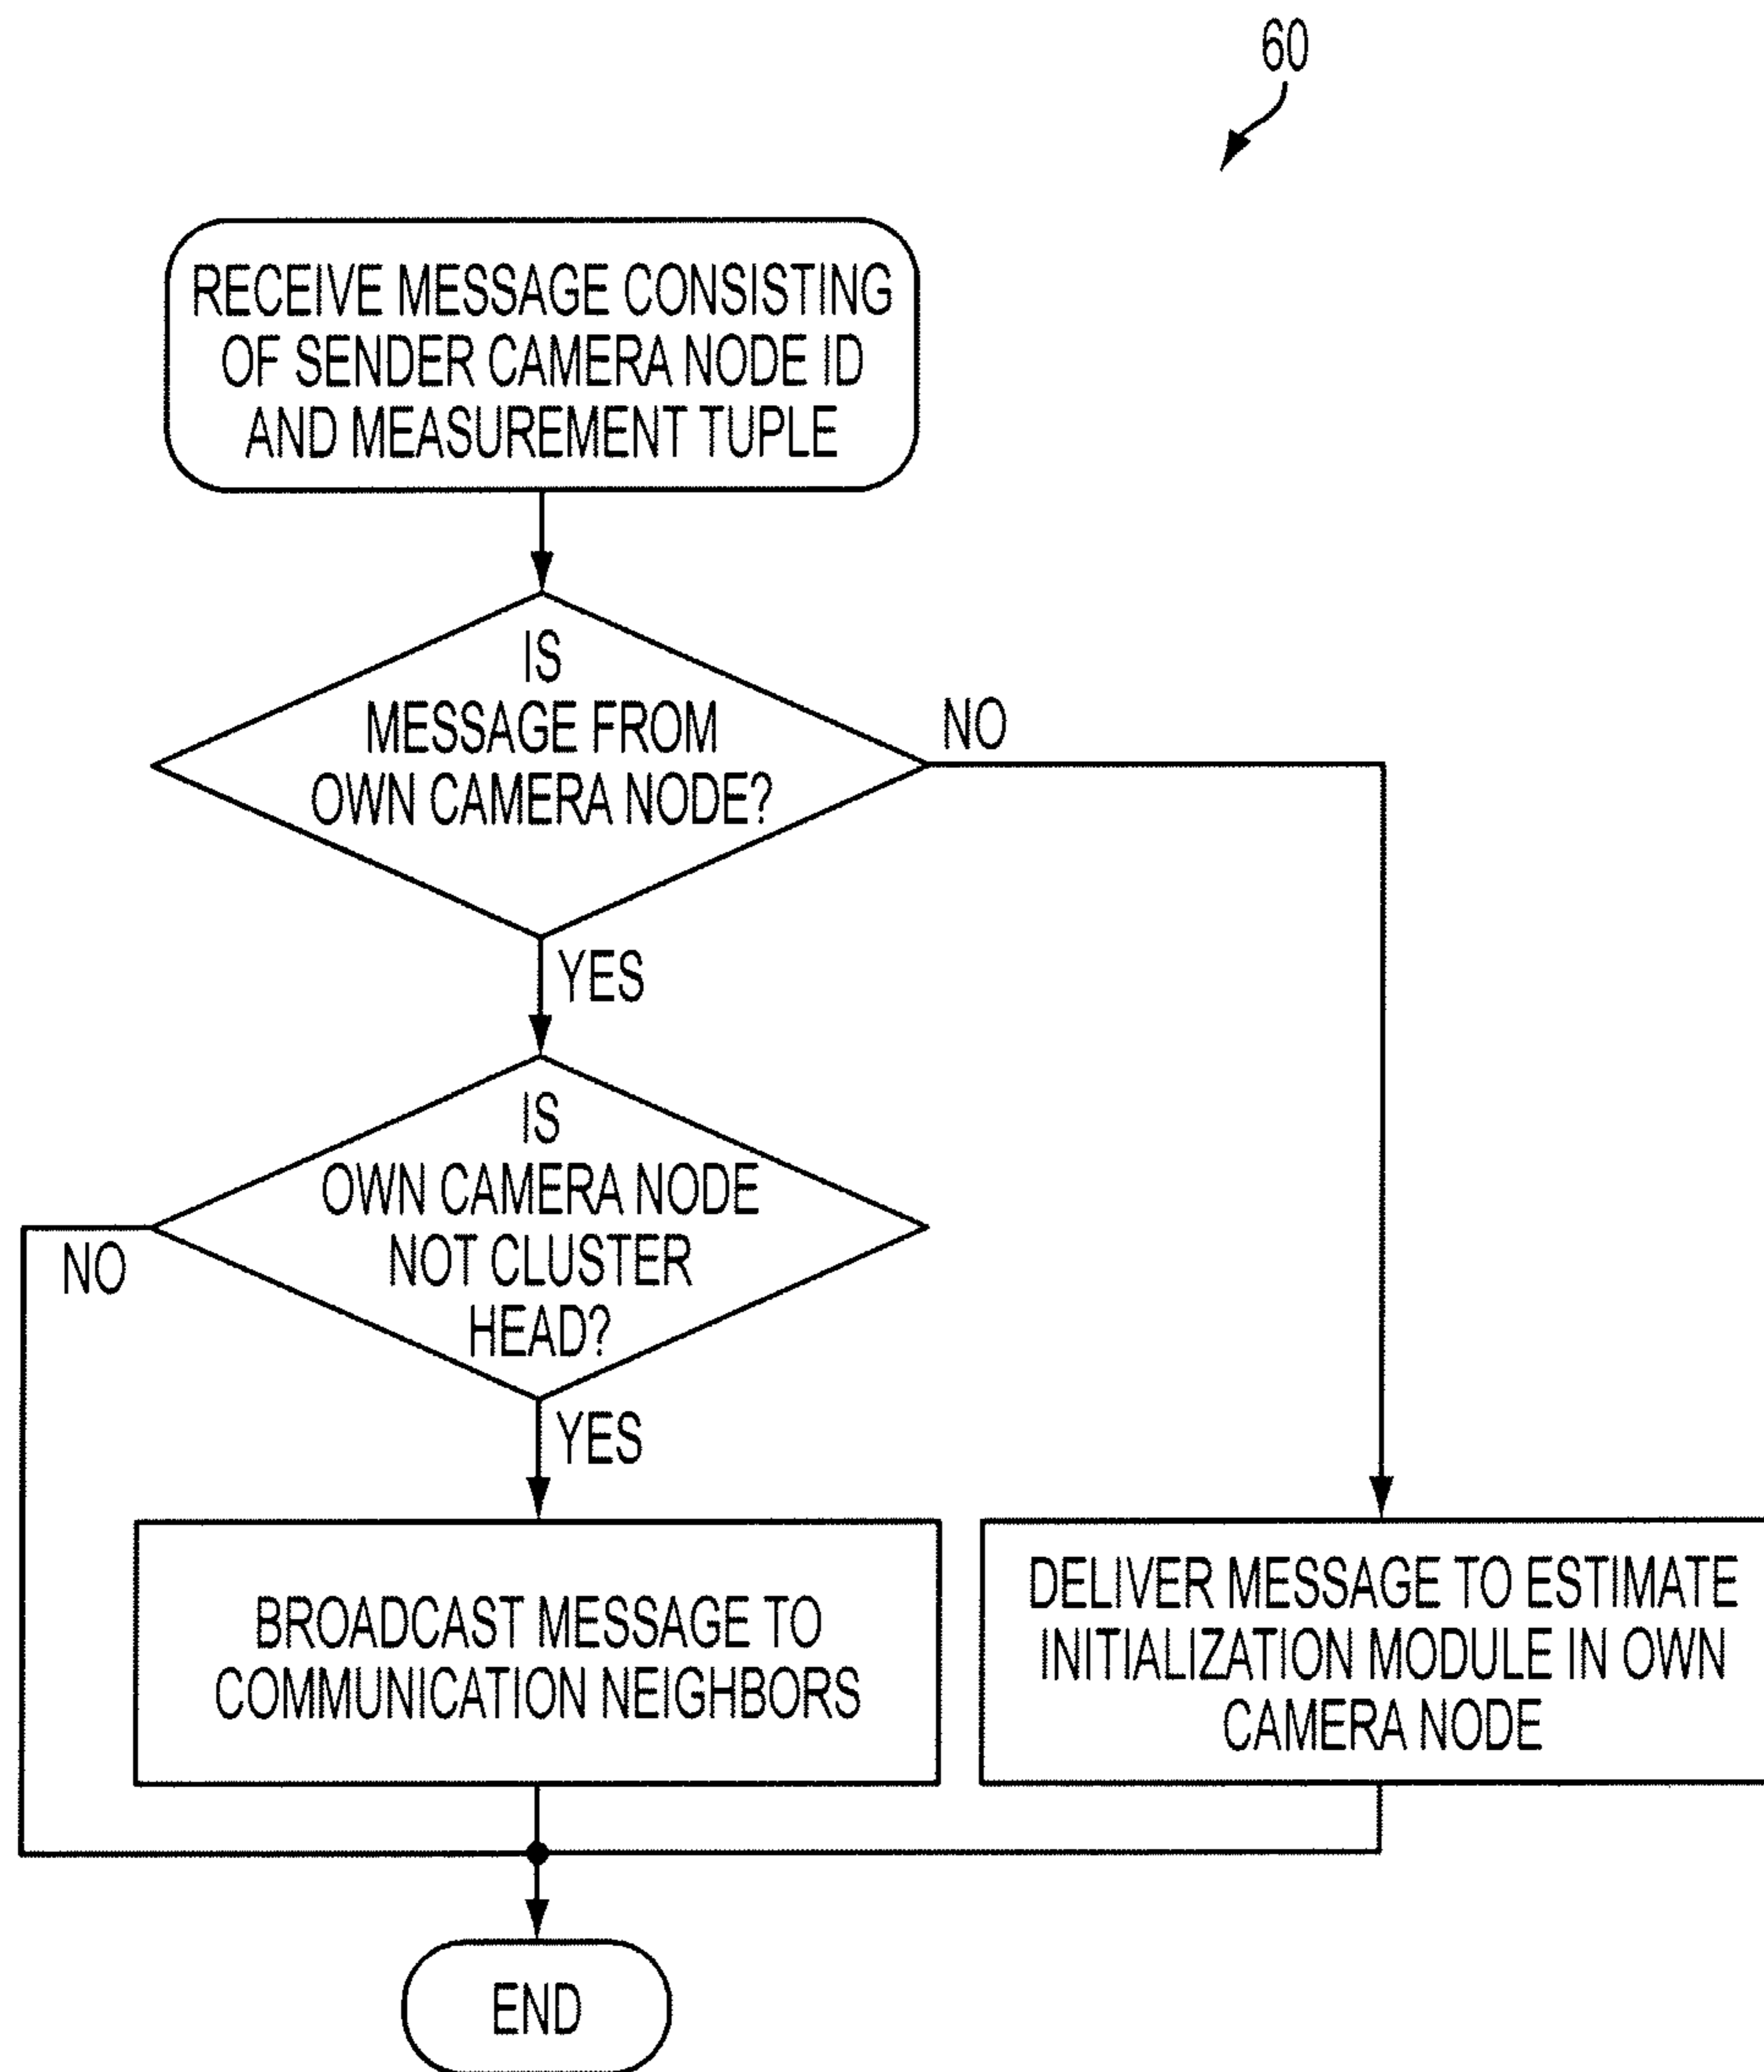 60
RECEIVE MESSAGE CONSISTING
OF SENDER CAMERA NODE ID
AND MEASUREMENT TUPLE
IS
MESSAGE FROM
OWN CAMERA NODE?
NO
YES
IS
OWN CAMERA NODE
NOT CLUSTER
HEAD?
NO
YES
BROADCAST MESSAGE TO
COMMUNICATION NEIGHBORS
DELIVER MESSAGE TO ESTIMATE
INITIALIZATION MODULE IN OWN
CAMERA NODE
END